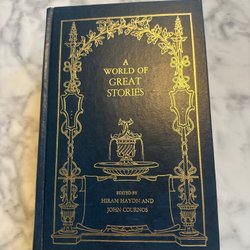 A
WORLD OF
GREAT
STORIES
EDITED BY
HIRAM HAYDN AND
JOHN COURNOS